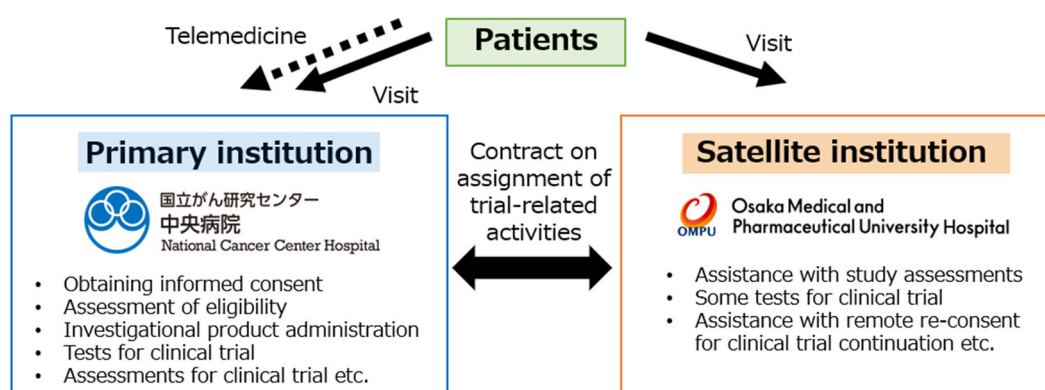 Telemedicine
Patients
Visit
Visit
Primary institution
国立がん研究センター
中央病院
National Cancer Center Hospital
• Obtaining informed consent
• Assessment of eligibility
• Investigational product administration
• Tests for clinical trial
• Assessments for clinical trial etc.
Contract on
assignment of
trial-related
activities
Satellite institution
OMPU
Osaka Medical and
Pharmaceutical University Hospital
• Assistance with study assessments
• Some tests for clinical trial
• Assistance with remote re-consent
for clinical trial continuation etc.